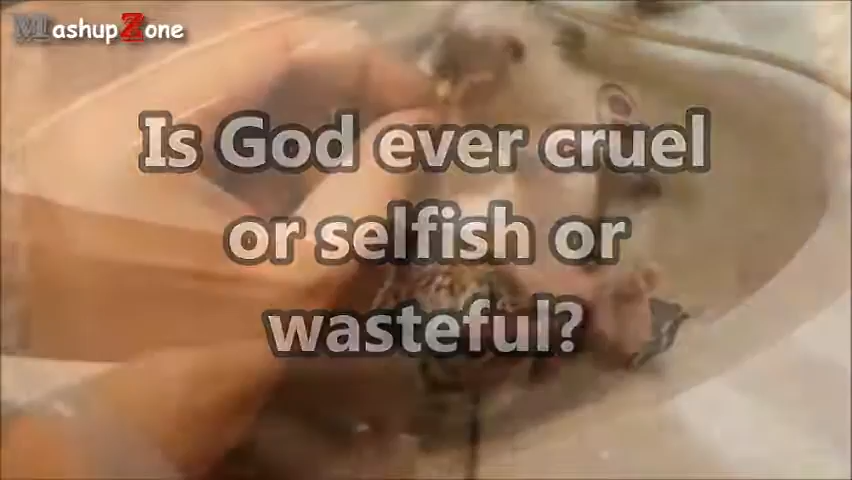 MashupZone
Is God ever cruel
or selfish or
wasteful?